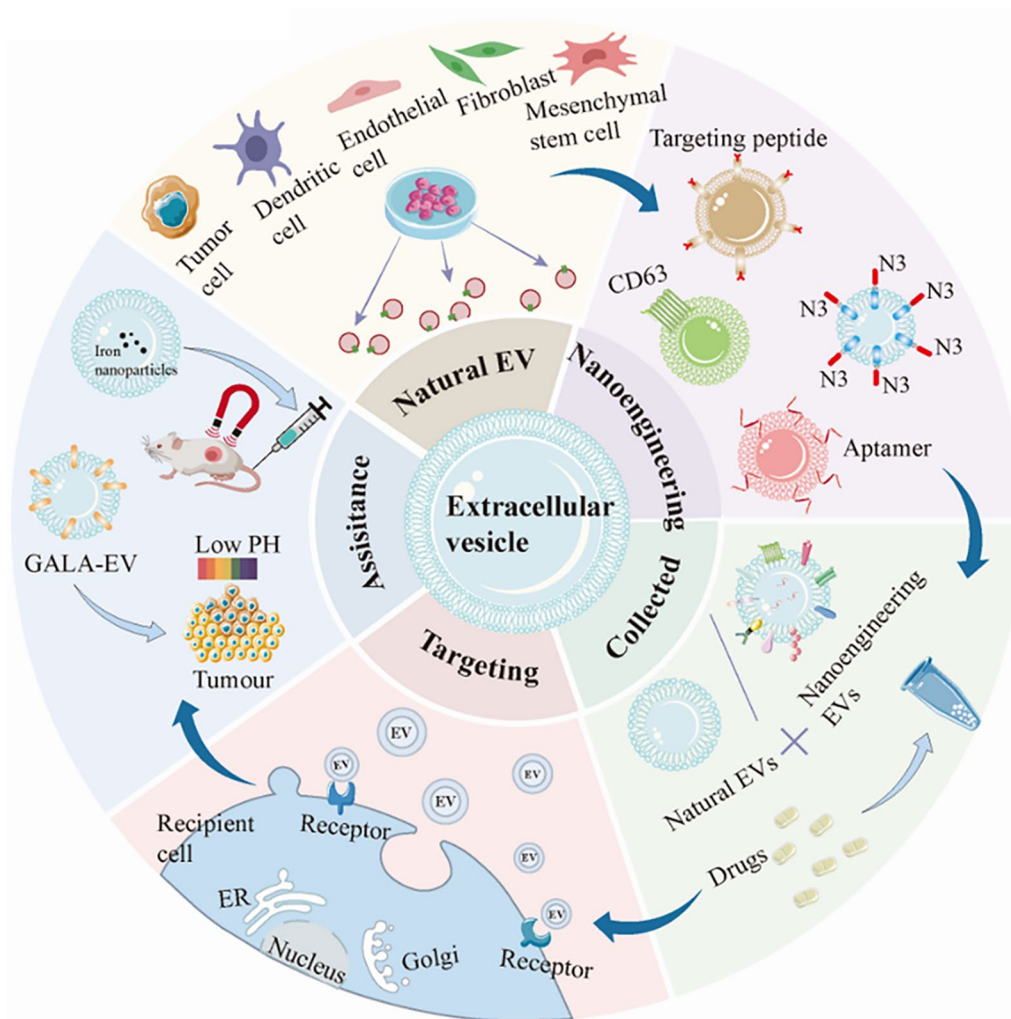 Tumor
cell
Dendritic
cell
Endothelial
cell
Fibroblast
Mesenchymal
stem cell
Natural EV
Targeting peptide
CD63
N3
N3
N3
N3
N3
N3
Aptamer
Nanoengineering
Extracellular
vesicle
Collected
Nanoengineering
EVs
Natural EVs
Drugs
Targeting
EV
EV
EV
EV
EV
EV
Receptor
Receptor
Recipient
cell
ER
Nucleus
Golgi
Assisitance
Iron
nanoparticles
GALA-EV
Low PH
Tumour